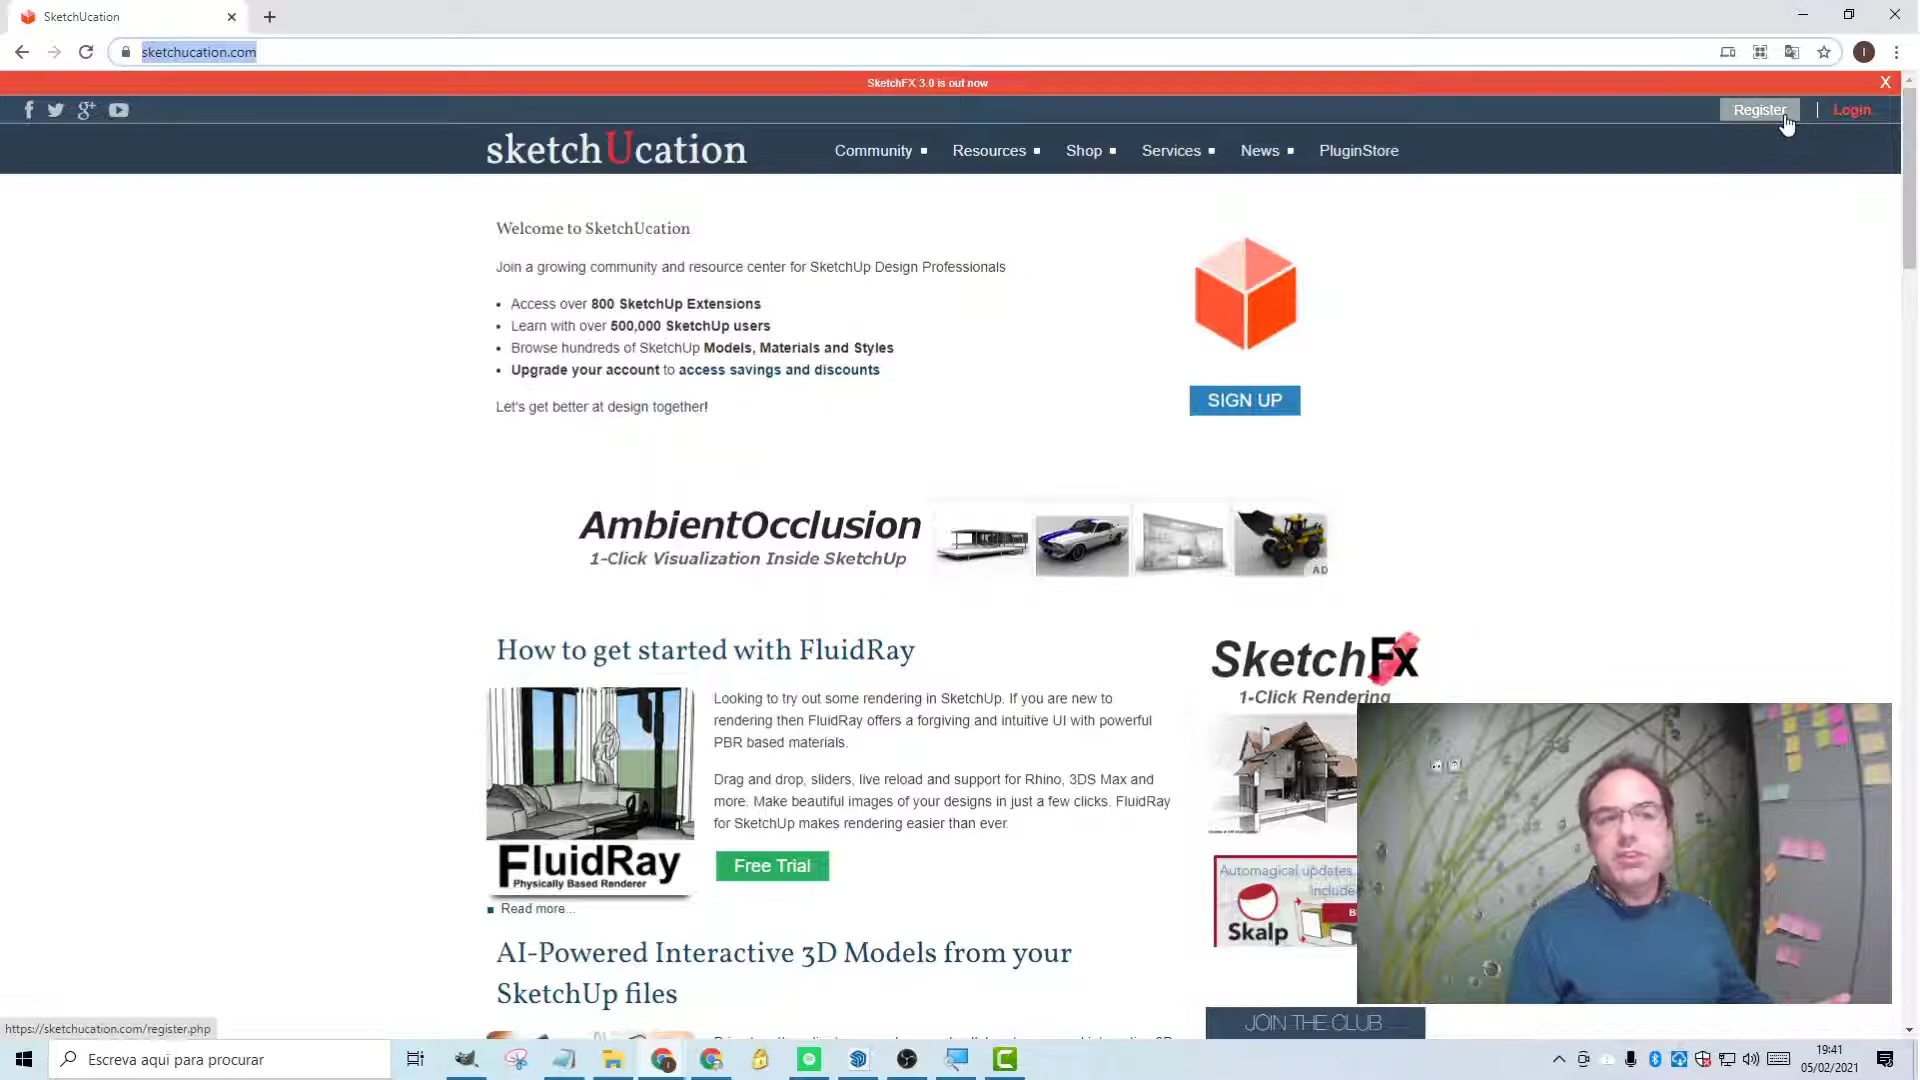 SketchUcation
sketchucation.com
SketchFX 3.0 is out now
X
Register
Login
sketchUcation
Community
Resources
Shop
Services
News
PluginStore
Welcome to SketchUcation
Join a growing community and resource center for SketchUp Design Professionals
Access over 800 SketchUp Extensions
Learn with over 500,000 SketchUp users
Browse hundreds of SketchUp Models, Materials and Styles
Upgrade your account to access savings and discounts
Let's get better at design together!
SIGN UP
AmbientOcclusion
1-Click Visualization Inside SketchUp
AD
How to get started with FluidRay
Looking to try out some rendering in SketchUp. If you are new to
rendering then FluidRay offers a forgiving and intuitive UI with powerful
PBR based materials.
Drag and drop, sliders, live reload and support for Rhino, 3DS Max and
more. Make beautiful images of your designs in just a few clicks. FluidRay
for SketchUp makes rendering easier than ever.
Free Trial
FluidRay
Physically Based Renderer
Read more...
SketchFx
1-Click Rendering
Automagical updates
Included
Skalp
AI-Powered Interactive 3D Models from your
SketchUp files
JOIN THE CLUB
https://sketchucation.com/register.php
Escreva aqui para procurar
19:41
05/02/2021